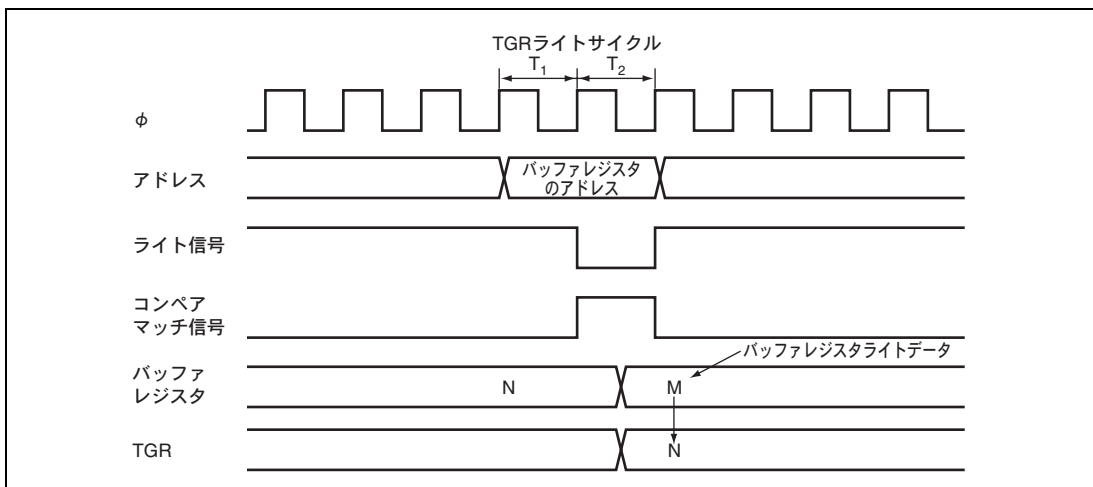 TGRライトサイクル
T1 T2
φ
アドレス
バッファレジスタ
のアドレス
ライト信号
コンペア
マッチ信号
バッファレジスタライトデータ
バッファ
レジスタ
N M
TGR
N